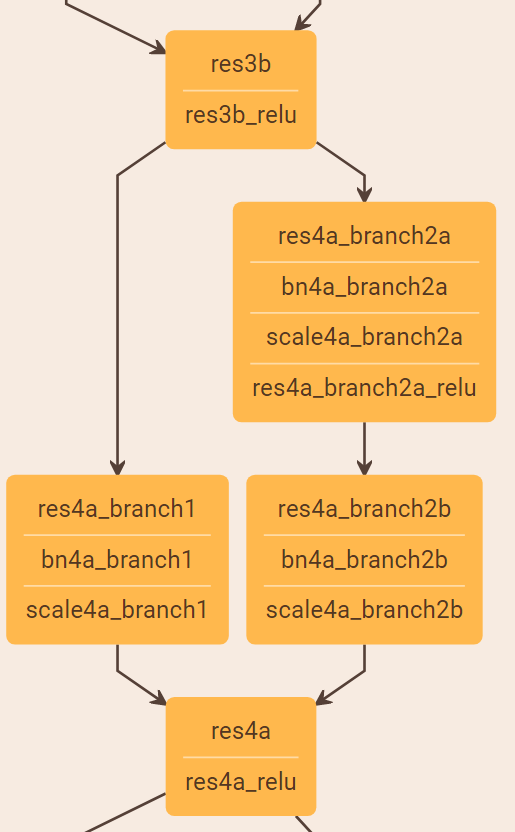 res3b
res3b_relu
res4a_branch2a
bn4a_branch2a
scale4a_branch2a
res4a_branch2a_relu
res4a_branch1
bn4a_branch1
scale4a_branch1
res4a_branch2b
bn4a_branch2b
scale4a_branch2b
res4a
res4a_relu